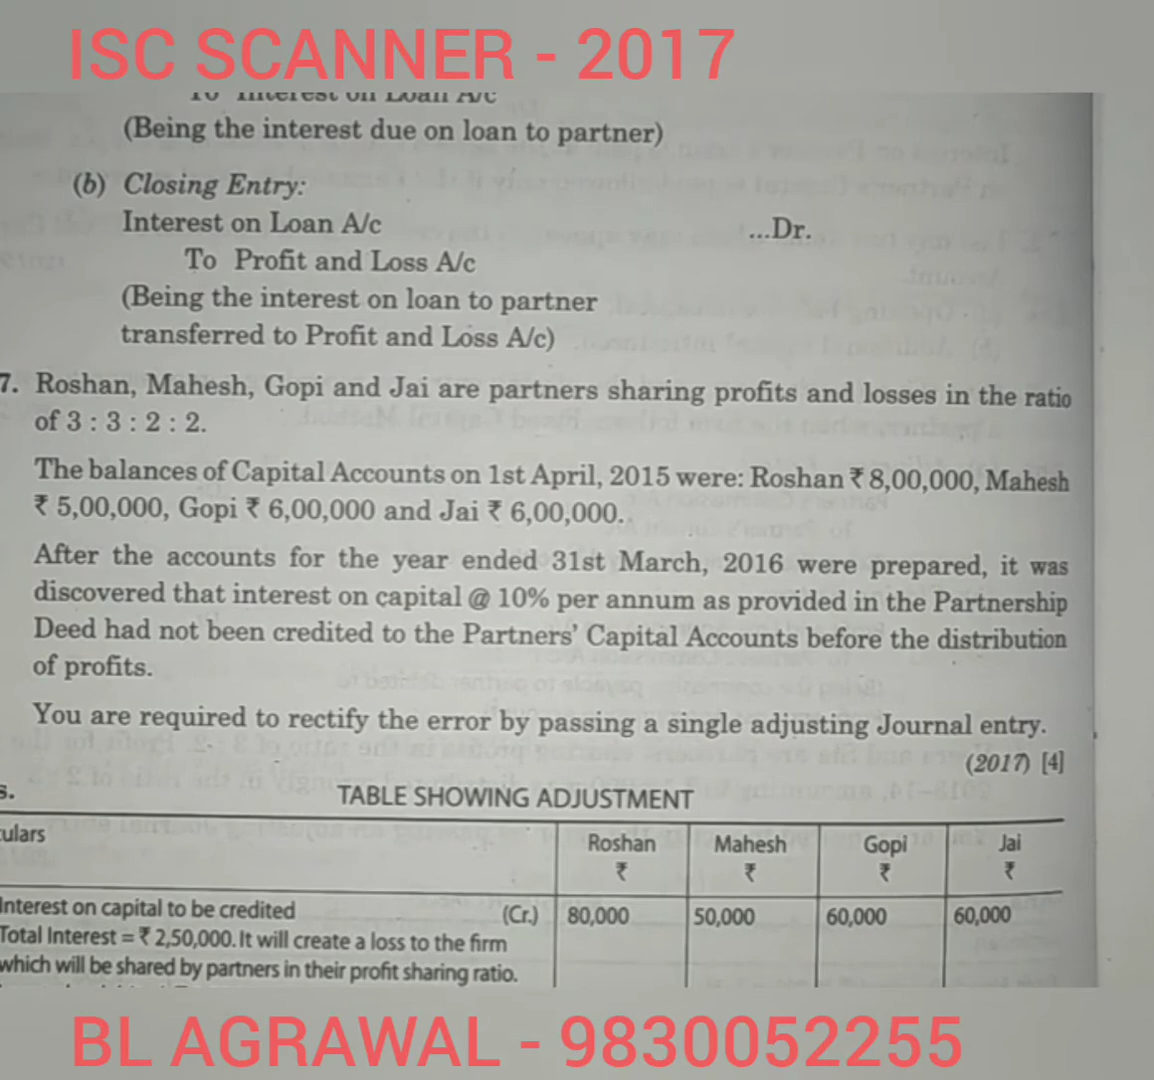 ISC SCANNER - 2017
To Interest on Loan A/c
(Being the interest due on loan to partner)
(b) Closing Entry:
Interest on Loan A/c ...Dr.
To Profit and Loss A/c
(Being the interest on loan to partner
transferred to Profit and Loss A/c)
7. Roshan, Mahesh, Gopi and Jai are partners sharing profits and losses in the ratio
of 3 : 3 : 2 : 2.
The balances of Capital Accounts on 1st April, 2015 were: Roshan ₹ 8,00,000, Mahesh
₹ 5,00,000, Gopi ₹ 6,00,000 and Jai ₹ 6,00,000.
After the accounts for the year ended 31st March, 2016 were prepared, it was
discovered that interest on capital @ 10% per annum as provided in the Partnership
Deed had not been credited to the Partners' Capital Accounts before the distribution
of profits.
You are required to rectify the error by passing a single adjusting Journal entry.
(2017) [4]
s.
TABLE SHOWING ADJUSTMENT
culars Roshan Mahesh Gopi Jai
₹ ₹ ₹ ₹
Interest on capital to be credited (Cr.) 80,000 50,000 60,000 60,000
Total Interest = ₹ 2,50,000. It will create a loss to the firm
which will be shared by partners in their profit sharing ratio.
BL AGRAWAL - 9830052255